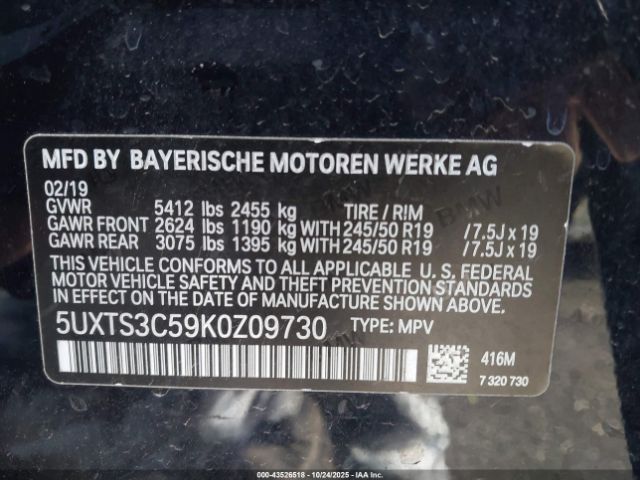 MFD BY BAYERISCHE MOTOREN WERKE AG
02/19
GVWR 5412 lbs 2455 kg TIRE / RIM
GAWR FRONT 2624 lbs 1190 kg WITH 245/50 R19 / 7.5J x 19
GAWR REAR 3075 lbs 1395 kg WITH 245/50 R19 / 7.5J x 19
THIS VEHICLE CONFORMS TO ALL APPLICABLE U. S. FEDERAL
MOTOR VEHICLE SAFETY AND THEFT PREVENTION STANDARDS
IN EFFECT ON THE DATE OF MANUFACTURE SHOWN ABOVE.
5UXTS3C59K0Z09730 TYPE: MPV
416M
7 320 730
000-43526518 - 10/24/2025 - IAAI.COM